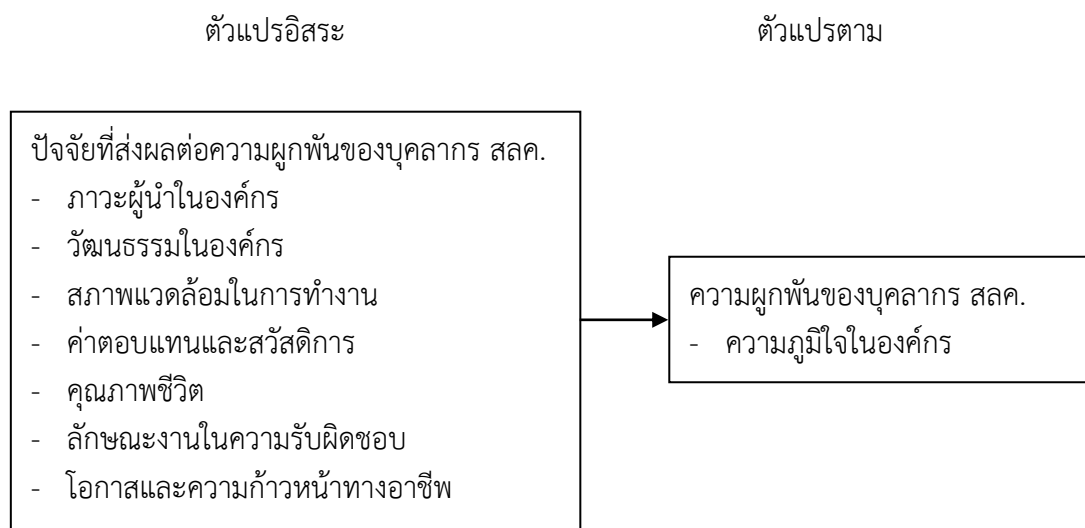 ตัวแปรอิสระ
ตัวแปรตาม
ปัจจัยที่ส่งผลต่อความผูกพันของบุคลากร สลค.
- ภาวะผู้นำในองค์กร
- วัฒนธรรมในองค์กร
- สภาพแวดล้อมในการทำงาน
- ค่าตอบแทนและสวัสดิการ
- คุณภาพชีวิต
- ลักษณะงานในความรับผิดชอบ
- โอกาสและความก้าวหน้าทางอาชีพ
ความผูกพันของบุคลากร สลค.
- ความภูมิใจในองค์กร